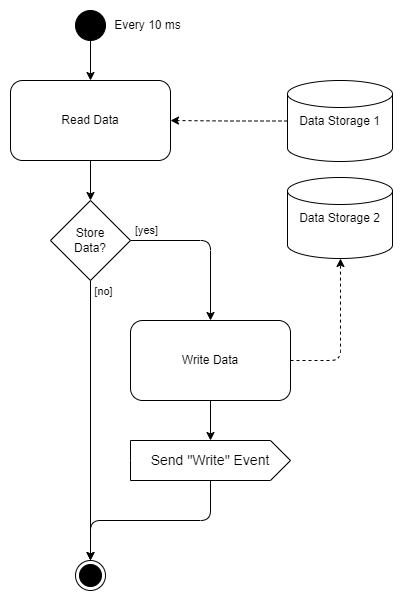 Every 10 ms
Read Data
Data Storage 1
Data Storage 2
Store
Data?
[yes]
[no]
Write Data
Send "Write" Event